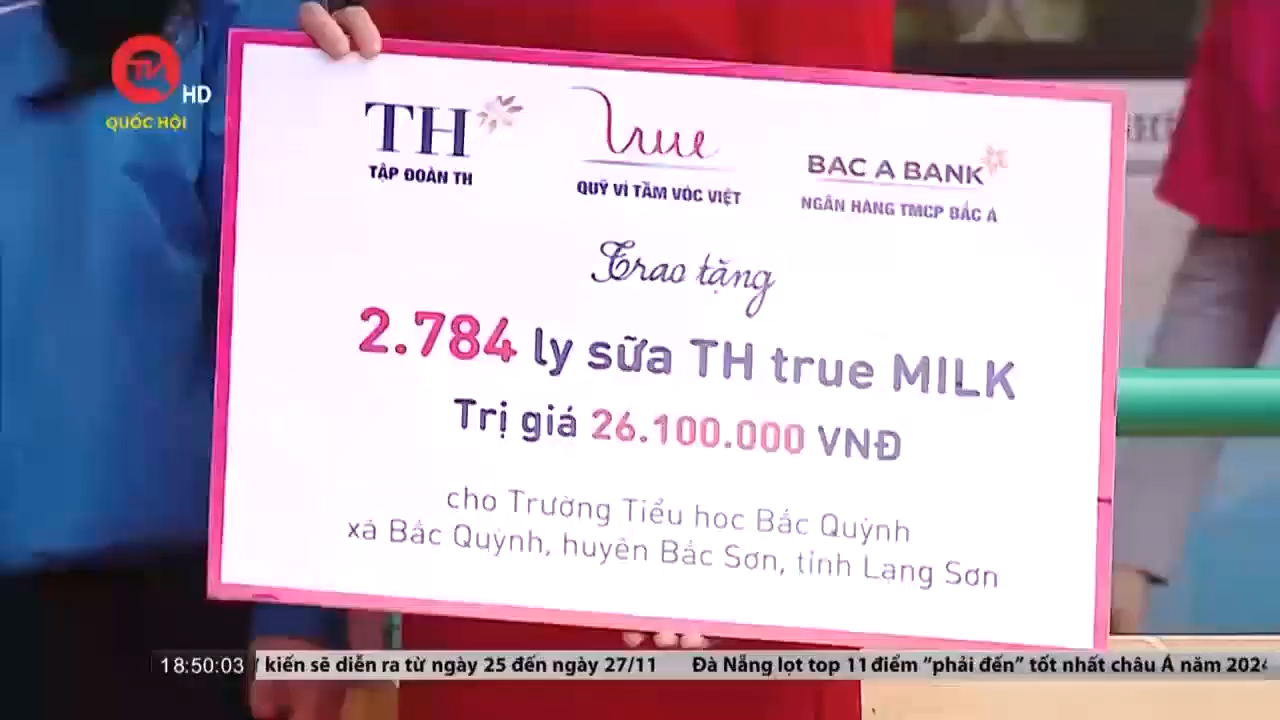 QUỐC HỘI
HD
TH
TẬP ĐOÀN TH
True
QUỸ VÌ TẦM VÓC VIỆT
BAC A BANK
NGÂN HÀNG TMCP BẮC Á
Trao tặng
2.784 ly sữa TH true MILK
Trị giá 26.100.000 VNĐ
cho Trường Tiểu học Bắc Quỳnh
xã Bắc Quỳnh, huyện Bắc Sơn, tỉnh Lạng Sơn
18:50:03 kiến sẽ diễn ra từ ngày 25 đến ngày 27/11 Đà Nẵng lọt top 11 điểm “phải đến” tốt nhất châu Á năm 2024